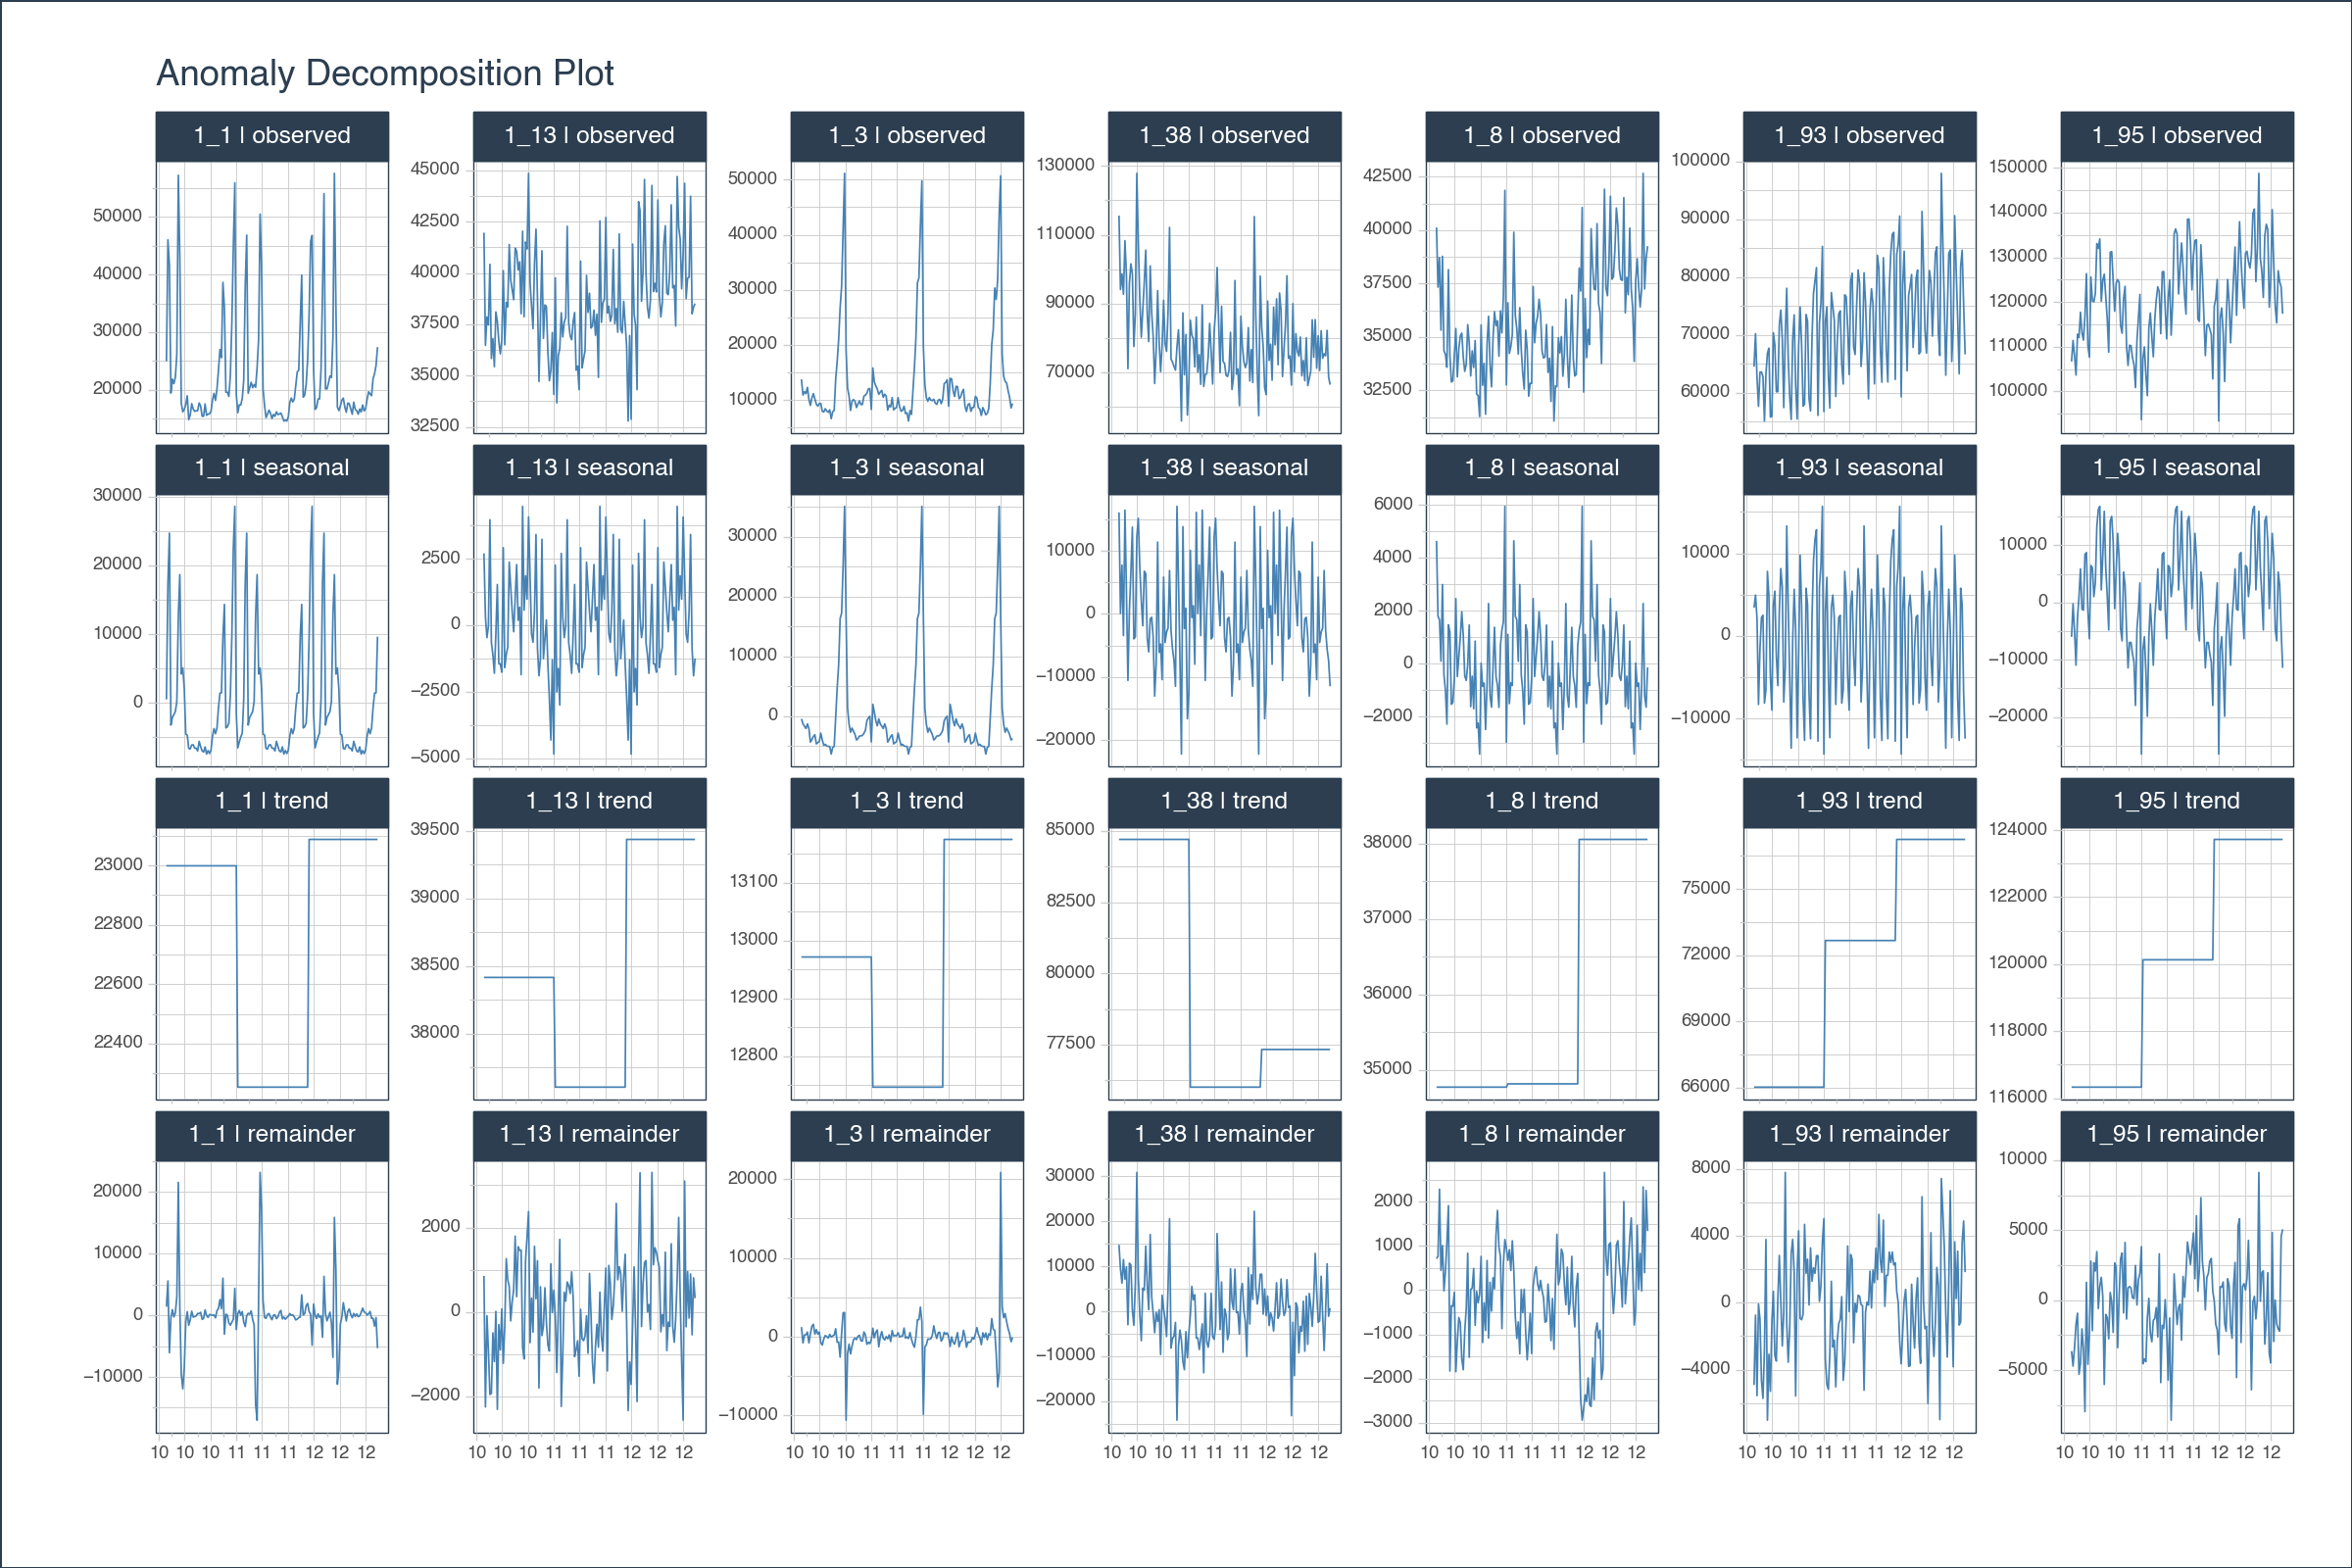 Anomaly Decomposition Plot
1_1 | observed 1_13 | observed 1_3 | observed 1_38 | observed 1_8 | observed 1_93 | observed 1_95 | observed
50000 40000 30000 20000
45000 42500 40000 37500 35000 32500
50000 40000 30000 20000 10000
130000 110000 90000 70000
42500 40000 37500 35000 32500
100000 90000 80000 70000 60000
150000 140000 130000 120000 110000 100000
1_1 | seasonal 1_13 | seasonal 1_3 | seasonal 1_38 | seasonal 1_8 | seasonal 1_93 | seasonal 1_95 | seasonal
30000 20000 10000 0
2500 0 −2500 −5000
30000 20000 10000 0
10000 0 −10000 −20000
6000 4000 2000 0 −2000
10000 0 −10000
10000 0 −10000 −20000
1_1 | trend 1_13 | trend 1_3 | trend 1_38 | trend 1_8 | trend 1_93 | trend 1_95 | trend
23000 22800 22600 22400
39500 39000 38500 38000
13100 13000 12900 12800
85000 82500 80000 77500
38000 37000 36000 35000
75000 72000 69000 66000
124000 122000 120000 118000 116000
1_1 | remainder 1_13 | remainder 1_3 | remainder 1_38 | remainder 1_8 | remainder 1_93 | remainder 1_95 | remainder
20000 10000 0 −10000
2000 0 −2000
20000 10000 0 −10000
30000 20000 10000 0 −10000 −20000
2000 1000 0 −1000 −2000 −3000
8000 4000 0 −4000
10000 5000 0 −5000
10 10 10 11 11 11 12 12 12
10 10 10 11 11 11 12 12 12
10 10 10 11 11 11 12 12 12
10 10 10 11 11 11 12 12 12
10 10 10 11 11 11 12 12 12
10 10 10 11 11 11 12 12 12
10 10 10 11 11 11 12 12 12